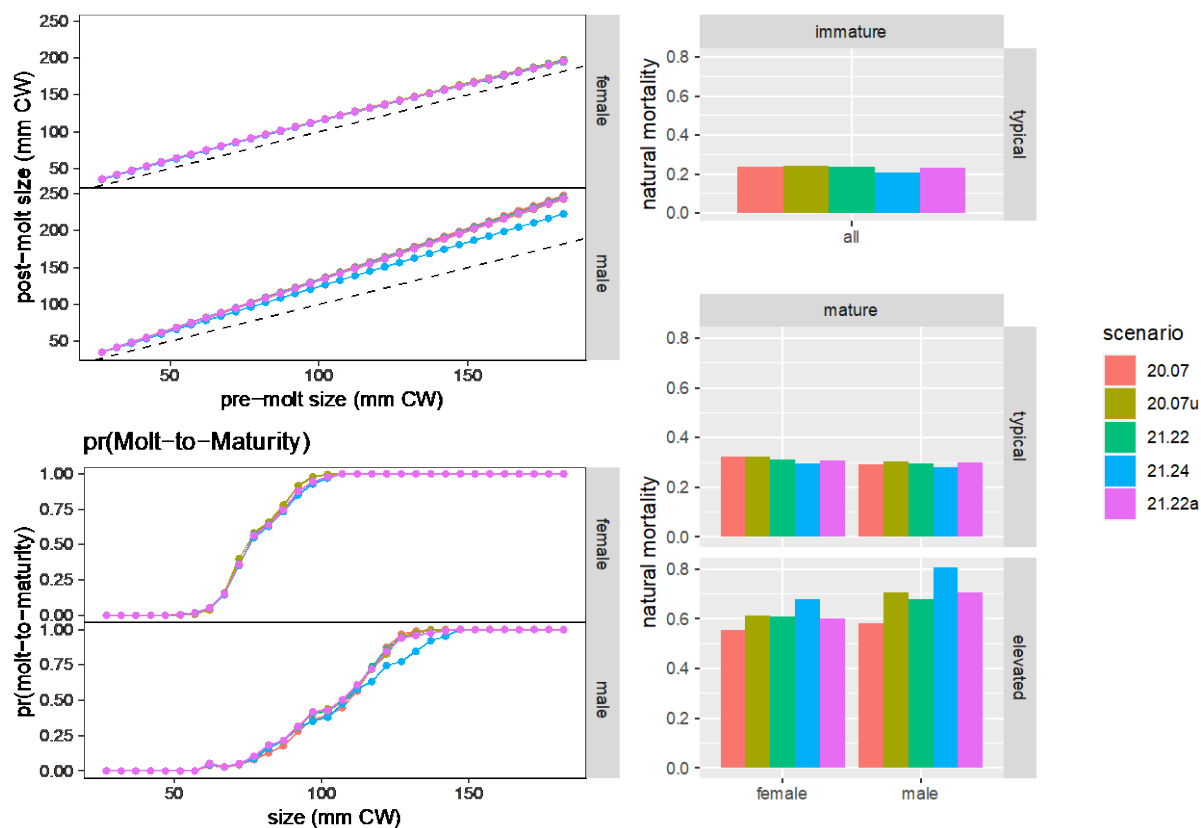 post−molt size (mm CW)
250
200
150
100
50
female
250
200
150
100
50
male
50
100
150
pre−molt size (mm CW)
pr(Molt−to−Maturity)
pr(molt−to−maturity)
1.00
0.75
0.50
0.25
0.00
female
1.00
0.75
0.50
0.25
0.00
male
50
100
150
size (mm CW)
immature
natural mortality
0.8
0.6
0.4
0.2
0.0
typical
all
mature
natural mortality
0.8
0.6
0.4
0.2
0.0
typical
natural mortality
0.8
0.6
0.4
0.2
0.0
elevated
female
male
scenario
20.07
20.07u
21.22
21.24
21.22a